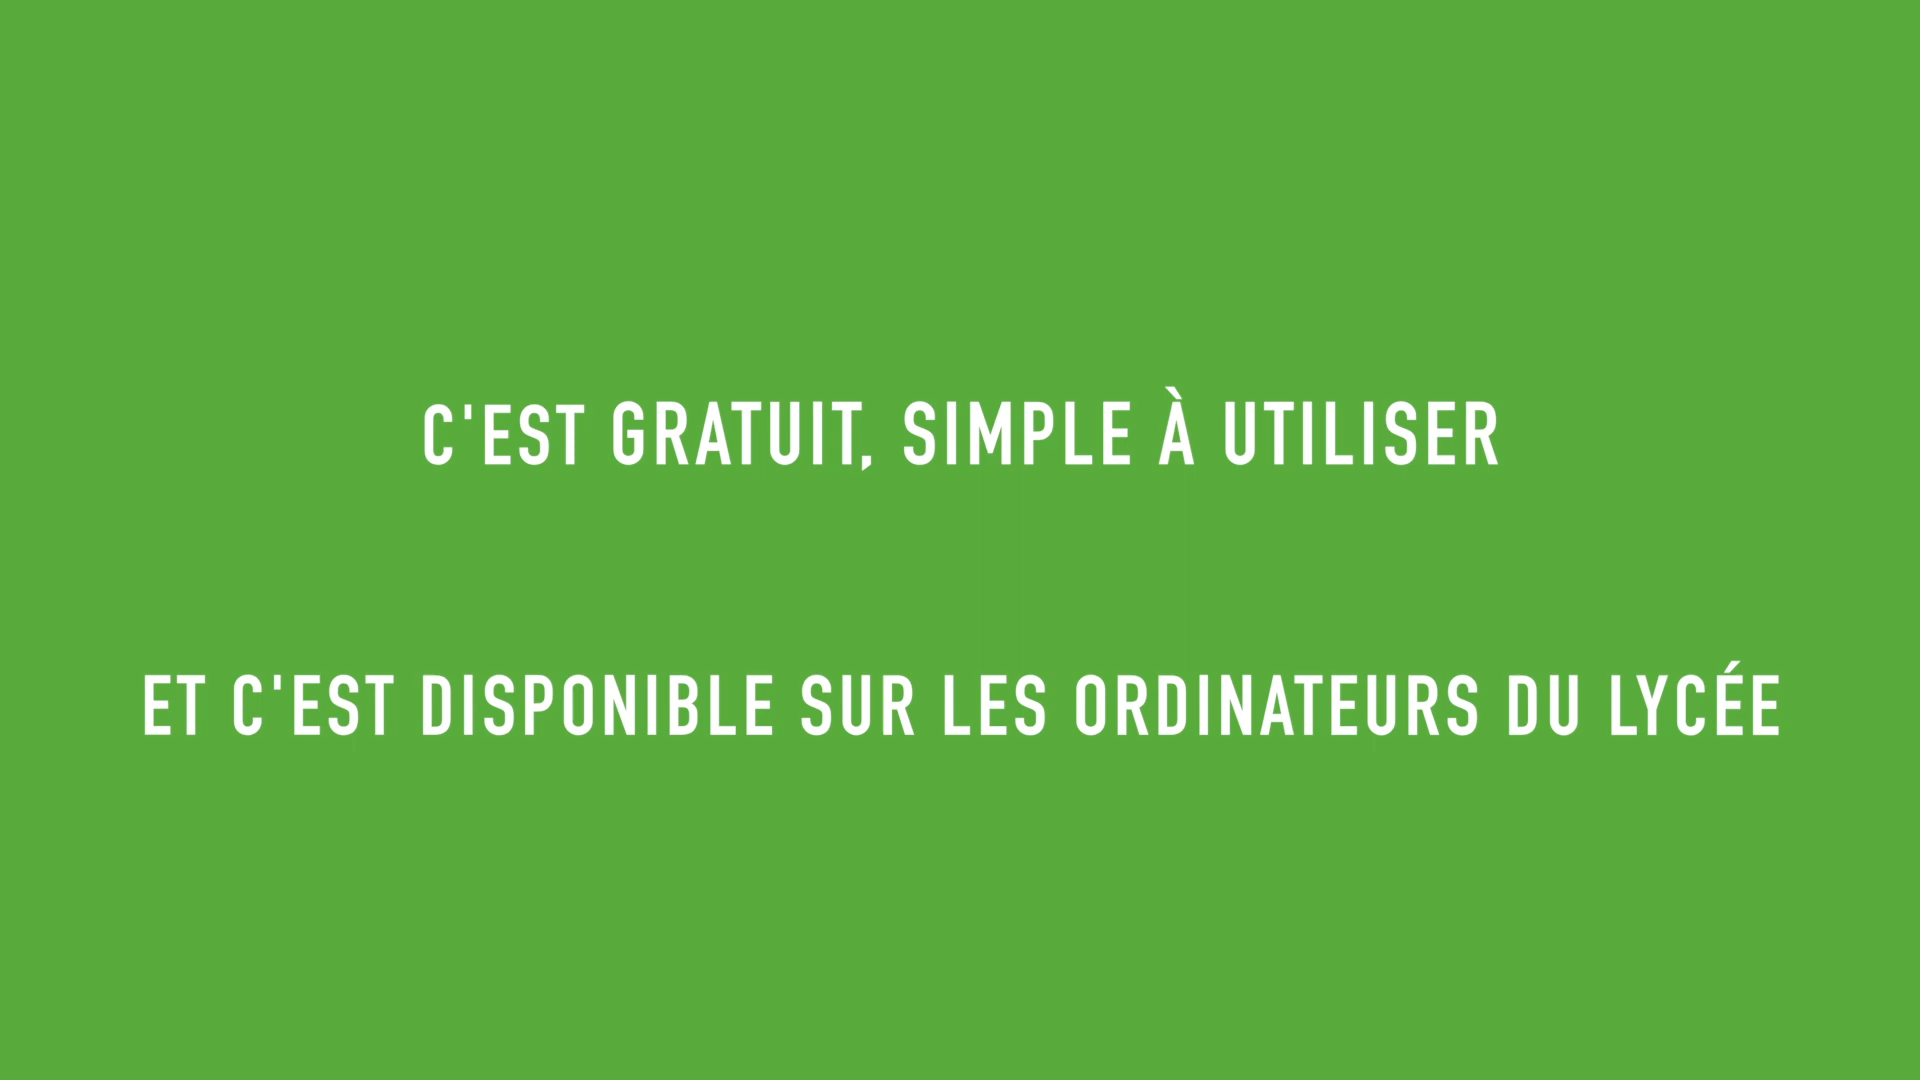 C'EST GRATUIT, SIMPLE À UTILISER
ET C'EST DISPONIBLE SUR LES ORDINATEURS DU LYCÉE